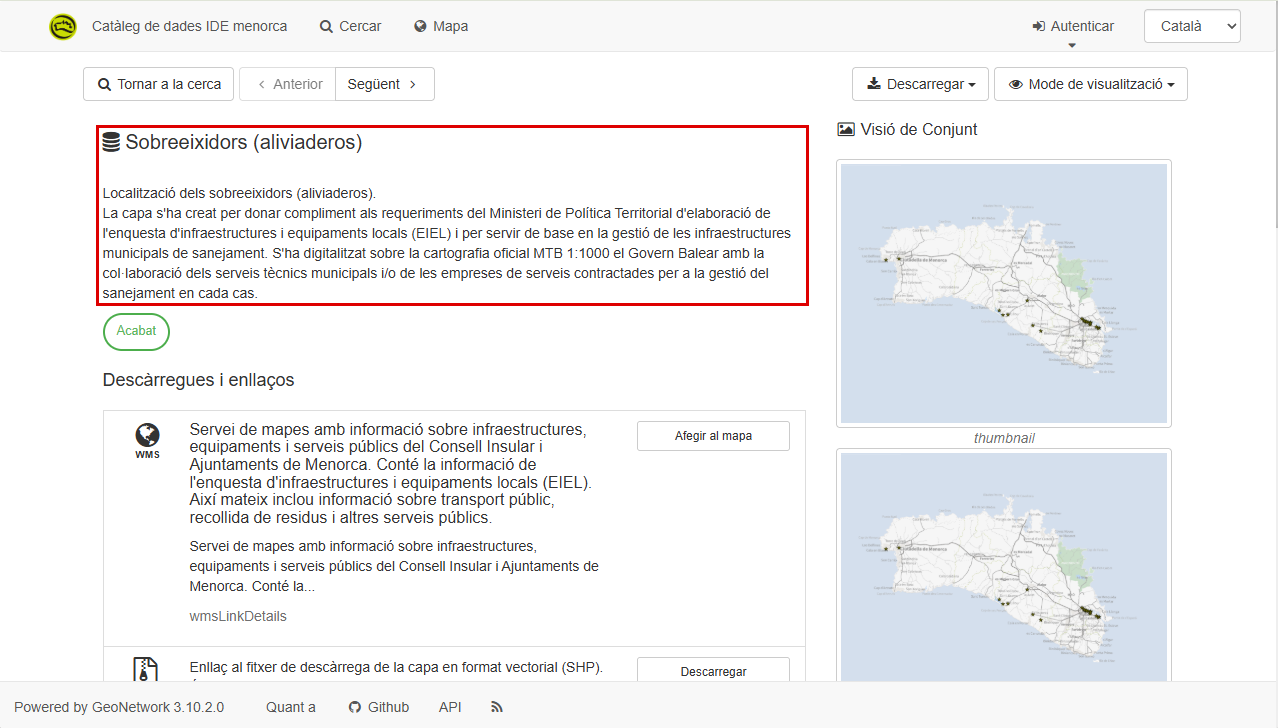 Catàleg de dades IDE menorca
Cercar
Mapa
Autenticar
Català
Tornar a la cerca
Anterior
Següent
Descarregar
Mode de visualització
Sobreeixidors (aliviaderos)
Localització dels sobreeixidors (aliviaderos).
La capa s'ha creat per donar compliment als requeriments del Ministeri de Política Territorial d'elaboració de
l'enquesta d'infraestructures i equipaments locals (EIEL) i per servir de base en la gestió de les infraestructures
municipals de sanejament. S'ha digitalitzat sobre la cartografia oficial MTB 1:1000 el Govern Balear amb la
col·laboració dels serveis tècnics municipals i/o de les empreses de serveis contractades per a la gestió del
sanejament en cada cas.
Acabat
Descàrregues i enllaços
WMS
Servei de mapes amb informació sobre infraestructures,
equipaments i serveis públics del Consell Insular i
Ajuntaments de Menorca. Conté la informació de
l'enquesta d'infraestructures i equipaments locals (EIEL).
Així mateix inclou informació sobre transport públic,
recollida de residus i altres serveis públics.
Afegir al mapa
Servei de mapes amb informació sobre infraestructures,
equipaments i serveis públics del Consell Insular i Ajuntaments de
Menorca. Conté la...
wmsLinkDetails
Enllaç al fitxer de descàrrega de la capa en format vectorial (SHP).
Descarregar
Visió de Conjunt
thumbnail
Powered by GeoNetwork 3.10.2.0
Quant a
Github
API